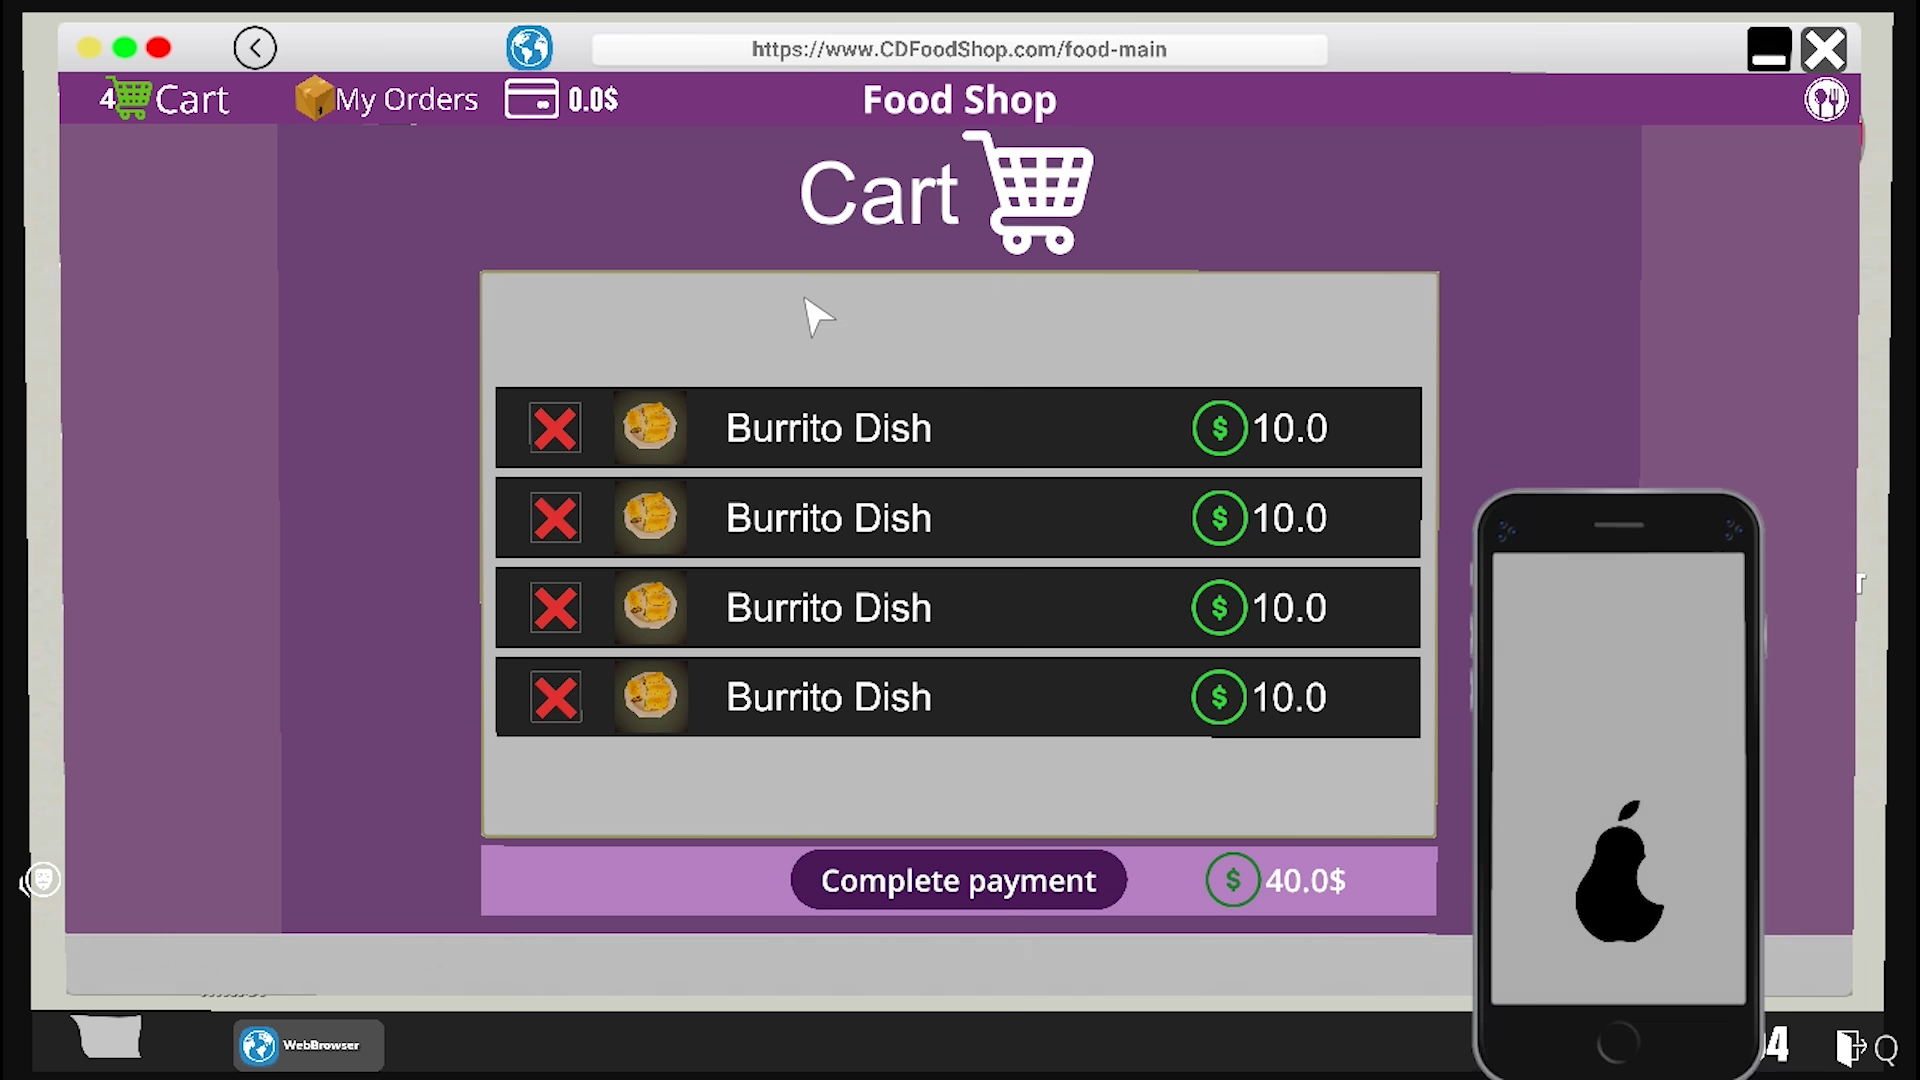 https://www.CDFoodShop.com/food-main
4 Cart
My Orders
0.0$
Food Shop
Cart
Burrito Dish $ 10.0
Burrito Dish $ 10.0
Burrito Dish $ 10.0
Burrito Dish $ 10.0
Complete payment $ 40.0$
WebBrowser
Q